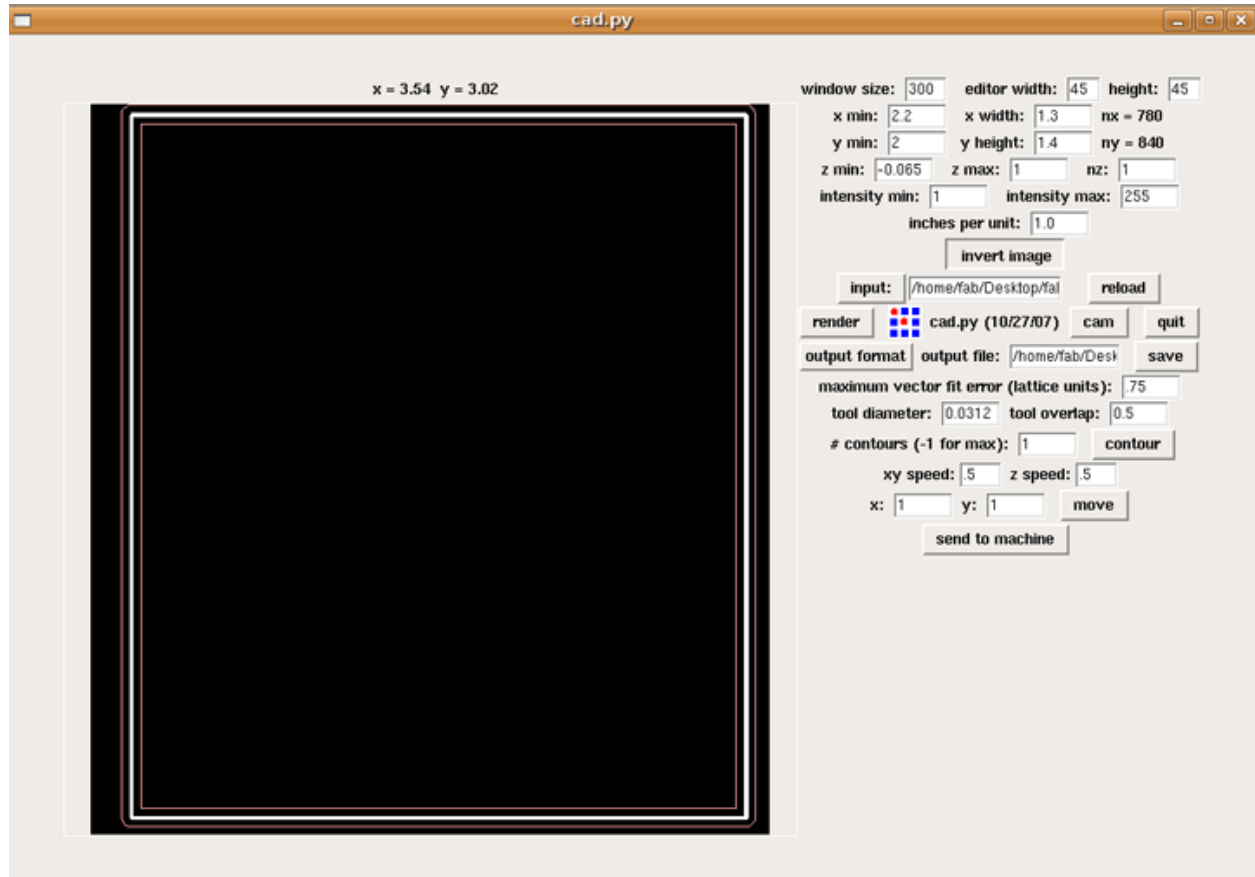 cad.py
x = 3.54 y = 3.02
window size: 300 editor width: 45 height: 45
x min: 2.2 x width: 1.3 nx = 780
y min: 2 y height: 1.4 ny = 840
z min: -0.065 z max: 1 nz: 1
intensity min: 1 intensity max: 255
inches per unit: 1.0
invert image
input: /home/fab/Desktop/fal reload
render cad.py (10/27/07) cam quit
output format output file: /home/fab/Desk save
maximum vector fit error (lattice units): .75
tool diameter: 0.0312 tool overlap: 0.5
# contours (-1 for max): 1 contour
xy speed: .5 z speed: .5
x: 1 y: 1 move
send to machine